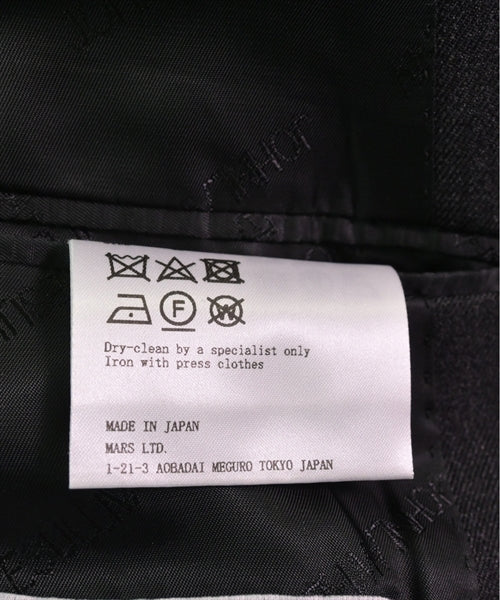 F
W
Dry-clean by a specialist only
Iron with press clothes
MADE IN JAPAN
MARS LTD.
1-21-3 AOBADAI MEGURO TOKYO JAPAN